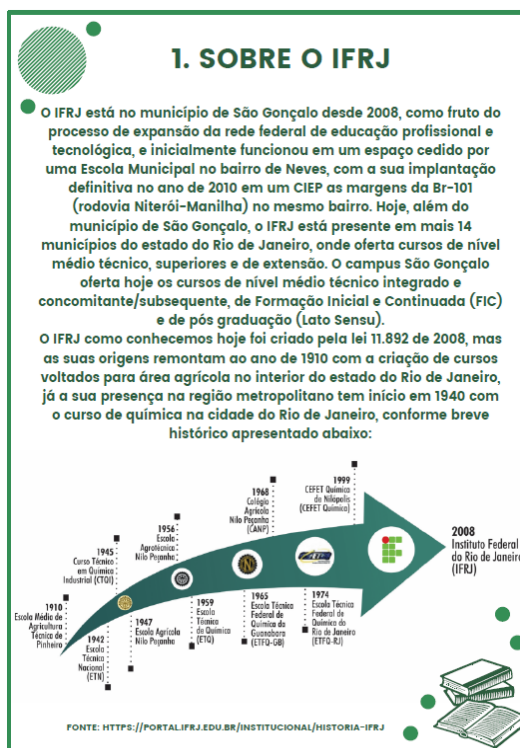 1. SOBRE O IFRJ
O IFRJ está no município de São Gonçalo desde 2008, como fruto do
processo de expansão da rede federal de educação profissional e
tecnológica, e inicialmente funcionou em um espaço cedido por
uma Escola Municipal no bairro de Neves, com a sua implantação
definitiva no ano de 2010 em um CIEP as margens da Br-101
(rodovia Niterói-Manilha) no mesmo bairro. Hoje, além do
município de São Gonçalo, o IFRJ está presente em mais 14
municípios do estado do Rio de Janeiro, onde oferta cursos de nível
médio técnico, superiores e de extensão. O campus São Gonçalo
oferta hoje os cursos de nível médio técnico integrado e
concomitante/subsequente, de Formação Inicial e Continuada (FIC)
e de pós graduação (Lato Sensu).
O IFRJ como conhecemos hoje foi criado pela lei 11.892 de 2008, mas
as suas origens remontam ao ano de 1910 com a criação de cursos
voltados para área agrícola no interior do estado do Rio de Janeiro,
já a sua presença na região metropolitano tem início em 1940 com
o curso de química na cidade do Rio de Janeiro, conforme breve
histórico apresentado abaixo:
1910
Escola Média de
Agricultura
Técnica de
Pinheiro
1942
Escola
Técnica
Nacional
(ETN)
1945
Curso Técnico
em Química
Industrial (CTQI)
1947
Escola Agrícola
Nilo Peçanha
1956
Escola
Agrotécnica
Nilo Peçanha
1959
Escola
Técnica
de Química
(ETQ)
1965
Escola Técnica
Federal de
Química da
Guanabara
(ETFQ-GB)
1968
Colégio
Agrícola
Nilo Peçanha
(CANP)
1974
Escola Técnica
Federal de
Química do
Rio de Janeiro
(ETFQ-RJ)
1999
CEFET Química
de Nilópolis
(CEFET Química)
2008
Instituto Federal
do Rio de Janeiro
(IFRJ)
FONTE: HTTPS://PORTAL.IFRJ.EDU.BR/INSTITUCIONAL/HISTORIA-IFRJ